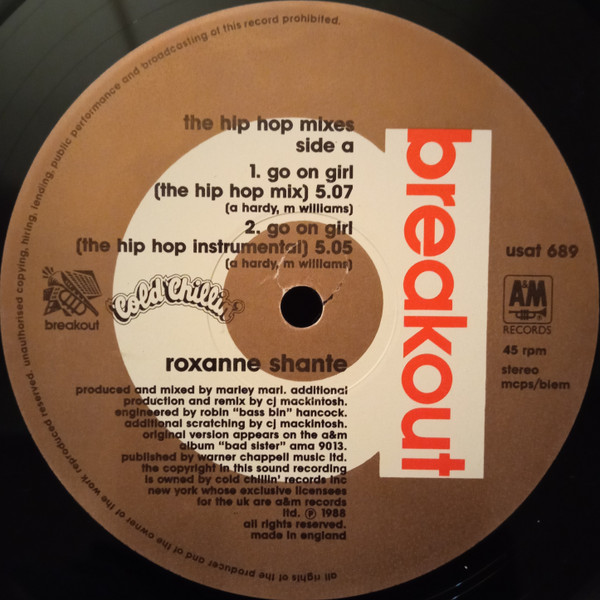 the hip hop mixes
side a
1. go on girl
(the hip hop mix) 5.07
(a hardy, m williams)
2. go on girl
(the hip hop instrumental) 5.05
(a hardy, m williams)
breakout
usat 689
breakout
Cold Chillin'
A&M
RECORDS
45 rpm
stereo
mcps/biem
roxanne shante
produced and mixed by marley marl. additional
production and remix by cj mackintosh.
engineered by robin "bass bin" hancock.
additional scratching by cj mackintosh.
original version appears on the a&m
album "bad sister" ama 9013.
published by warner chappell music ltd.
the copyright in this sound recording
is owned by cold chillin' records inc
new york whose exclusive licensees
for the uk are a&m records
ltd. ℗ 1988
all rights reserved.
made in england
all rights of the producer and of the owner of the work reproduced reserved. unauthorised copying, hiring, lending, public performance and broadcasting of this record prohibited.